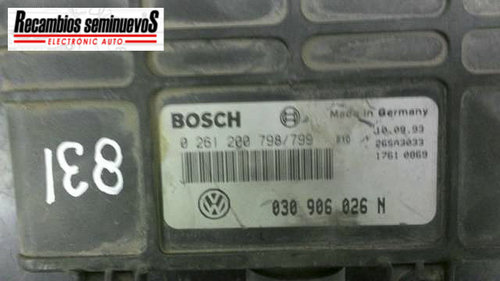 Recambios seminuevoS
ELECTRONIC AUTO
831
BOSCH
Made in Germany
0 261 200 798/799
10.09.93
26SA3033
1761 0869
030 906 026 N